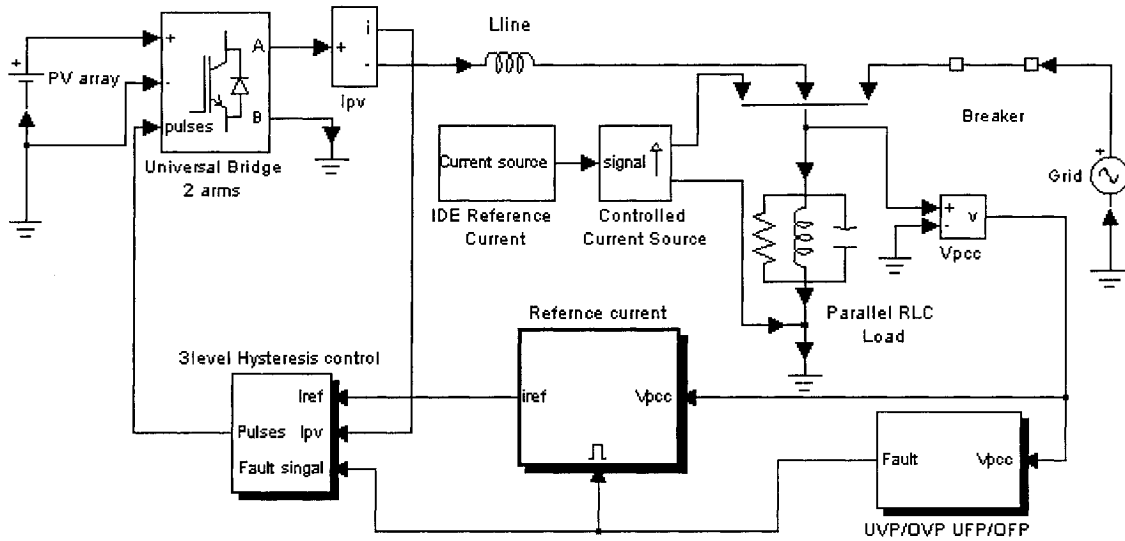 PV array
+
+
-
pulses
A
B
Universal Bridge
2 arms
+
i
-
Ipv
Lline
Breaker
+
Grid
Current source
IDE Reference
Current
signal
Controlled
Current Source
+
-
v
Vpcc
Parallel RLC
Load
Refernce current
iref
Vpcc
3level Hysteresis control
Iref
Pulses
Ipv
Fault singal
Fault
Vpcc
UVP/OVP UFP/OFP